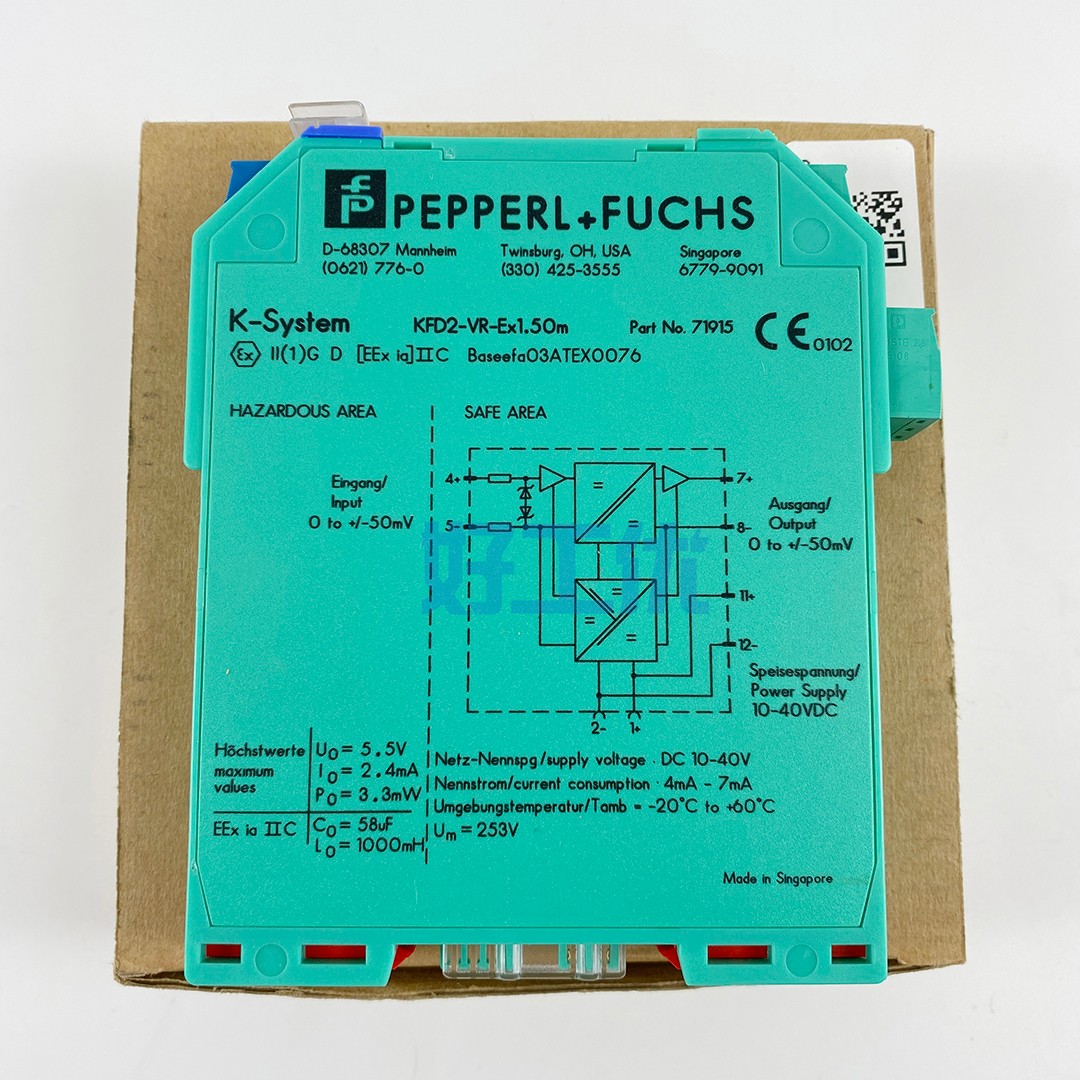 PEPPERL+FUCHS
D-68307 Mannheim Twinsburg, OH, USA Singapore
(0621) 776-0 (330) 425-3555 6779-9091
K-System KFD2-VR-Ex1.50m Part No. 71915 CE 0102
Ex II(1)G D [EEx ia]IIC Baseefa03ATEX0076
HAZARDOUS AREA SAFE AREA
Eingang/
Input
0 to +/-50mV
4+
5-
7+
8-
Ausgang/
Output
0 to +/-50mV
11+
12-
Speisespannung/
Power Supply
10-40VDC
2- 1+
好工优
Höchstwerte
maximum
values
U0 = 5.5V
I0 = 2.4mA
P0 = 3.3mW
EEx ia IIC
C0 = 58uF
L0 = 1000mH
Netz-Nennspg/supply voltage DC 10-40V
Nennstrom/current consumption 4mA - 7mA
Umgebungstemperatur/Tamb = -20°C to +60°C
Um = 253V
Made in Singapore